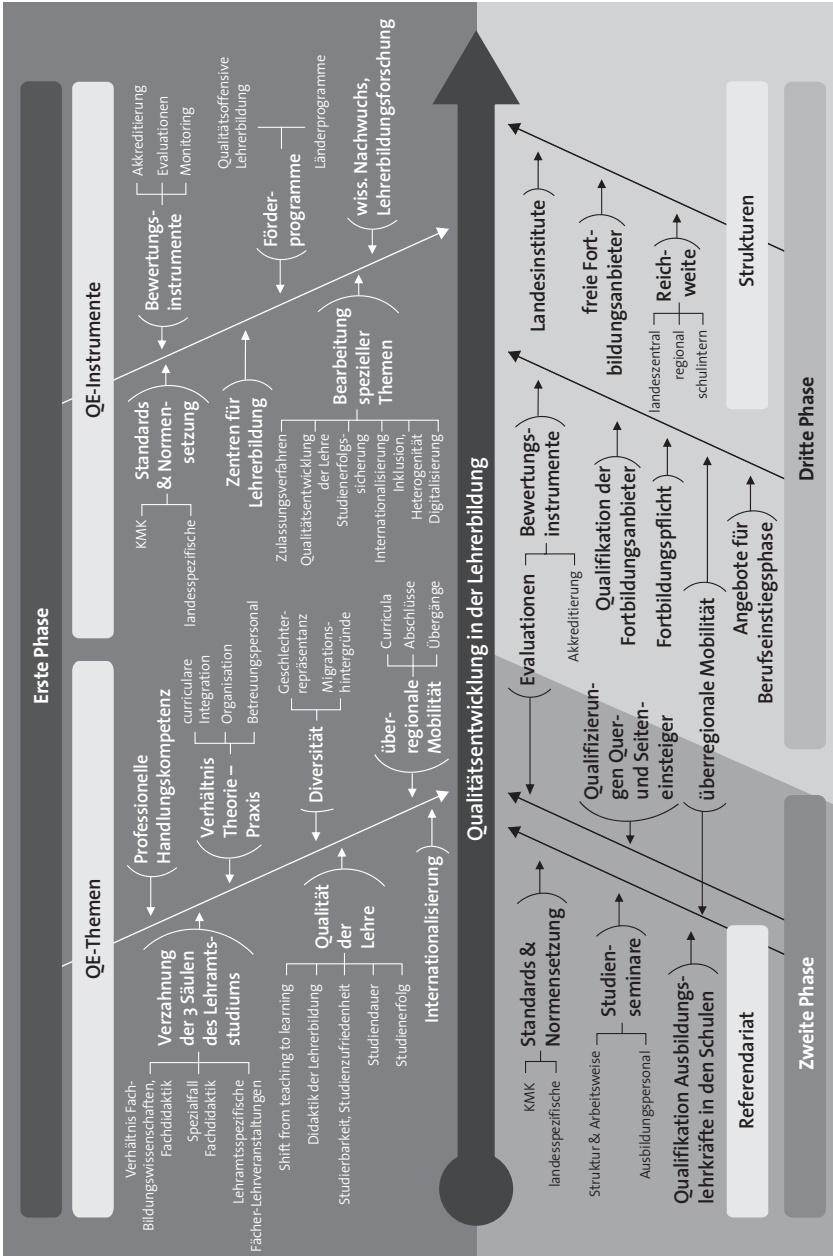 Erste Phase
QE-Themen
QE-Instrumente
Professionelle
Handlungskompetenz
Verzahnung
der 3 Säulen
des Lehramts-
studiums
Verhältnis Fach-
Bildungswissenschaften,
Fachdidaktik
Spezialfall
Fachdidaktik
Lehramtsspezifische
Fächer-Lehrveranstaltungen
Verhältnis
Theorie –
Praxis
curriculare
Integration
Organisation
Betreuungspersonal
Qualität
der
Lehre
Shift from teaching to learning
Didaktik der Lehrerbildung
Studierbarkeit, Studienzufriedenheit
Studiendauer
Studienerfolg
Diversität
Geschlechter-
repräsentanz
Migrations-
hintergründe
Internationalisierung
über-
regionale
Mobilität
Curricula
Abschlüsse
Übergänge
Standards
& Normen-
setzung
KMK
landesspezifische
Bewertungs-
instrumente
Akkreditierung
Evaluationen
Monitoring
Zentren für
Lehrerbildung
Förder-
programme
Qualitätsoffensive
Lehrerbildung
Länderprogramme
Bearbeitung
spezieller
Themen
Zulassungsverfahren
Qualitätsentwicklung
der Lehre
Studienerfolgs-
sicherung
Internationalisierung
Inklusion,
Heterogenität
Digitalisierung
wiss. Nachwuchs,
Lehrerbildungsforschung
Qualitätsentwicklung in der Lehrerbildung
Standards &
Normensetzung
KMK
landesspezifische
Studien-
seminare
Struktur & Arbeitsweise
Ausbildungspersonal
Qualifikation Ausbildungs-
lehrkräfte in den Schulen
Evaluationen
Akkreditierung
Bewertungs-
instrumente
Qualifizierun-
gen Quer-
und Seiten-
einsteiger
überregionale Mobilität
Qualifikation der
Fortbildungsanbieter
Fortbildungspflicht
Angebote für
Berufseinstiegsphase
Landesinstitute
freie Fort-
bildungsanbieter
Reich-
weite
landeszentral
regional
schulintern
Referendariat
Strukturen
Zweite Phase
Dritte Phase